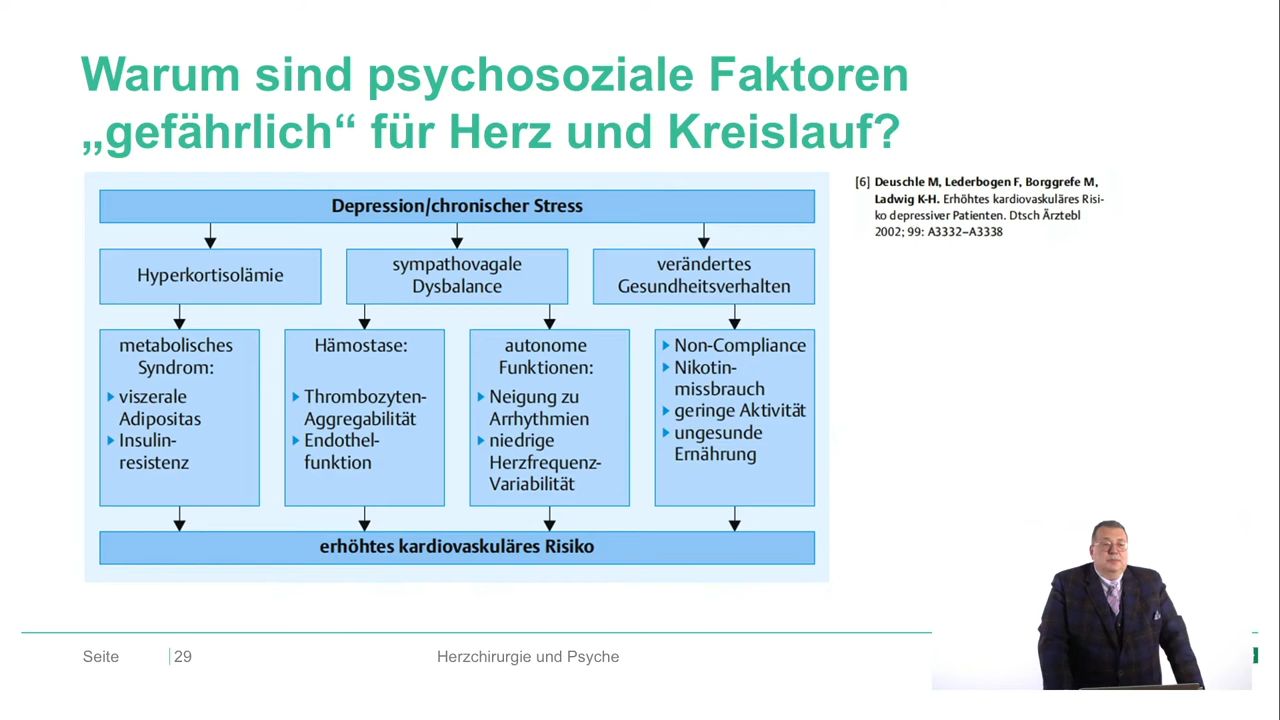 Warum sind psychosoziale Faktoren
„gefährlich“ für Herz und Kreislauf?
Depression/chronischer Stress
Hyperkortisolämie
sympathovagale
Dysbalance
verändertes
Gesundheitsverhalten
metabolisches
Syndrom:
viszerale
Adipositas
Insulin-
resistenz
Hämostase:
Thrombozyten-
Aggregabilität
Endothel-
funktion
autonome
Funktionen:
Neigung zu
Arrhythmien
niedrige
Herzfrequenz-
Variabilität
Non-Compliance
Nikotin-
missbrauch
geringe Aktivität
ungesunde
Ernährung
erhöhtes kardiovaskuläres Risiko
[6] Deuschle M, Lederbogen F, Borggrefe M,
Ladwig K-H. Erhöhtes kardiovaskuläres Risi-
ko depressiver Patienten. Dtsch Ärztebl
2002; 99: A3332–A3338
Seite 29
Herzchirurgie und Psyche